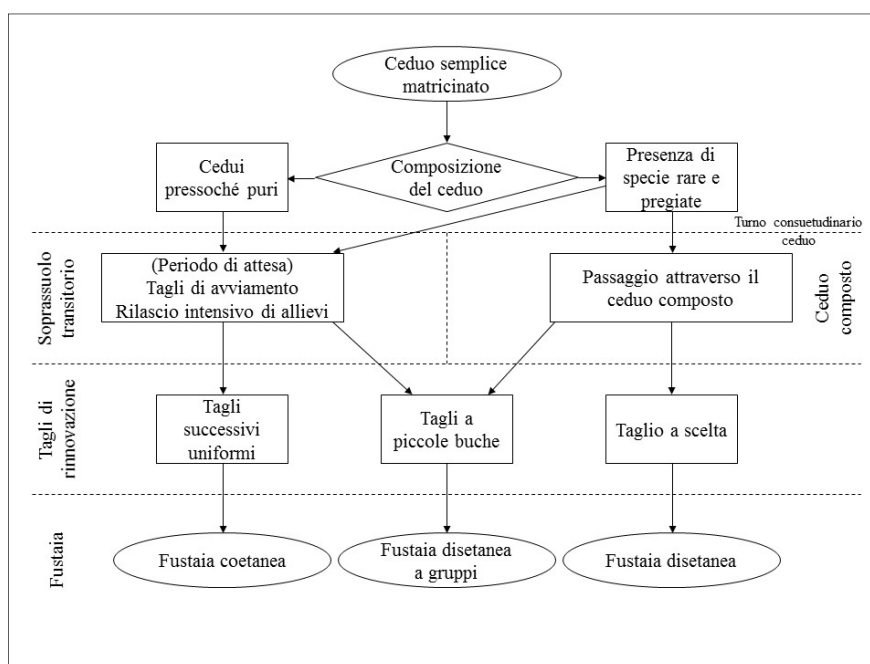 Ceduo semplice
matricinato
Cedui
pressoché puri
Composizione
del ceduo
Presenza di
specie rare e
pregiate
Turno consuetudinario
ceduo
Soprassuolo
transitorio
(Periodo di attesa)
Tagli di avviamento
Rilascio intensivo di allievi
Passaggio attraverso il
ceduo composto
Ceduo
composto
Tagli di
rinnovazione
Tagli
successivi
uniformi
Tagli a
piccole buche
Taglio a scelta
Fustaia
Fustaia coetanea
Fustaia disetanea
a gruppi
Fustaia disetanea